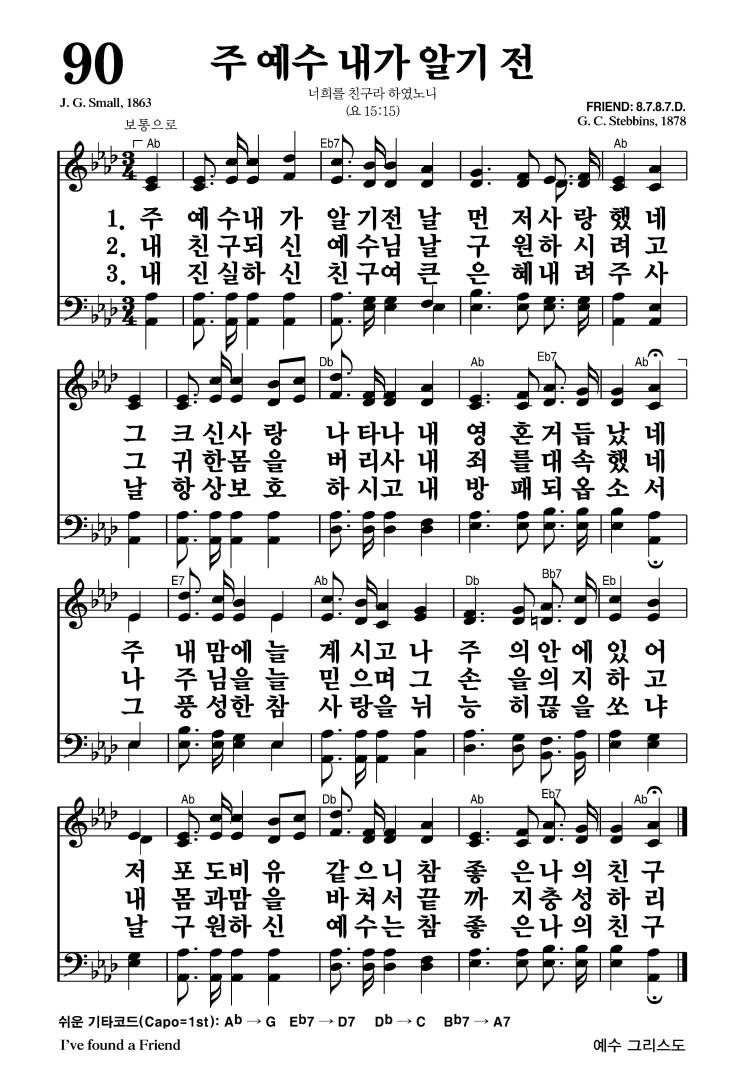 90 주 예수 내가 알기 전
너희를 친구라 하였노니
(요 15:15)
J. G. Small, 1863
FRIEND: 8.7.8.7.D.
G. C. Stebbins, 1878
보통으로
Ab Eb7 Ab
1. 주 예 수내 가 알 기전 날 먼 저사 랑 했 네
2. 내 친 구되 신 예 수님 날 구 원하 시 려 고
3. 내 진 실하 신 친 구여 큰 은 혜내 려 주 사
Db Ab Eb7 Ab
그 크 신사 랑 나 타나 내 영 혼 거 듭 났 네
그 귀 한몸 을 버 리사 내 죄 를 대 속 했 네
날 항 상보 호 하 시고 내 방 패 되 옵 소 서
E7 Ab Db Bb7 Eb
주 내 맘에 늘 계 시고 나 주 의 안 에 있 어
나 주 님을 늘 믿 으며 그 손 을 의 지 하 고
그 풍 성한 참 사 랑을 뉘 능 히 끊 을 쏘 냐
Ab Db Ab Eb7 Ab
저 포 도비 유 같 으니 참 좋 은 나 의 친 구
내 몸 과맘 을 바 쳐서 끝 까 지 충 성 하 리
날 구 원하 신 예 수는 참 좋 은 나 의 친 구
쉬운 기타코드(Capo=1st): Ab → G Eb7 → D7 Db → C Bb7 → A7
I've found a Friend
예수 그리스도